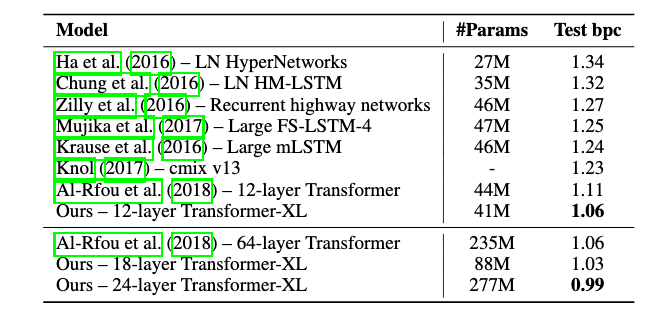 Model #Params Test bpc
Ha et al. (2016) – LN HyperNetworks 27M 1.34
Chung et al. (2016) – LN HM-LSTM 35M 1.32
Zilly et al. (2016) – Recurrent highway networks 46M 1.27
Mujika et al. (2017) – Large FS-LSTM-4 47M 1.25
Krause et al. (2016) – Large mLSTM 46M 1.24
Knol (2017) – cmix v13 - 1.23
Al-Rfou et al. (2018) – 12-layer Transformer 44M 1.11
Ours – 12-layer Transformer-XL 41M 1.06
Al-Rfou et al. (2018) – 64-layer Transformer 235M 1.06
Ours – 18-layer Transformer-XL 88M 1.03
Ours – 24-layer Transformer-XL 277M 0.99